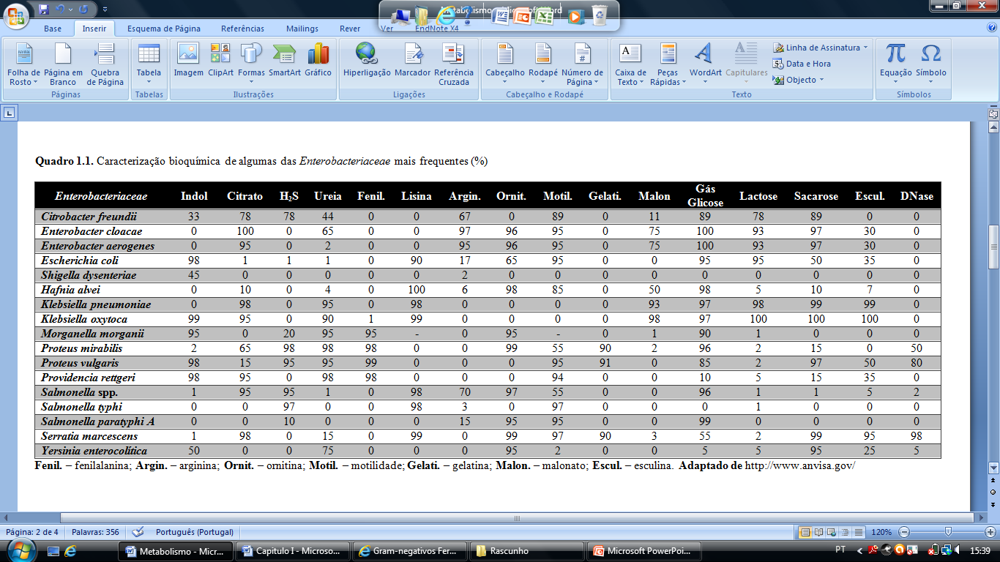 Metabolismo
Word
Base Inserir Esquema de Página Referências Mailings Rever Ver EndNote X4
Folha de Rosto Página em Branco Quebra de Página Tabela Imagem ClipArt Formas SmartArt Gráfico Hiperligação Marcador Referência Cruzada Cabeçalho Rodapé Número de Página Caixa de Texto Peças Rápidas WordArt Capitulares Linha de Assinatura Data e Hora Objecto Equação Símbolo
Páginas Tabelas Ilustrações Ligações Cabeçalho e Rodapé Texto Símbolos
Quadro 1.1. Caracterização bioquímica de algumas das Enterobacteriaceae mais frequentes (%)
Enterobacteriaceae Indol Citrato H₂S Ureia Fenil. Lisina Argin. Ornit. Motil. Gelati. Malon Gás Glicose Lactose Sacarose Escul. DNase
Citrobacter freundii 33 78 78 44 0 0 67 0 89 0 11 89 78 89 0 0
Enterobacter cloacae 0 100 0 65 0 0 97 96 95 0 75 100 93 97 30 0
Enterobacter aerogenes 0 95 0 2 0 0 95 96 95 0 75 100 93 97 30 0
Escherichia coli 98 1 1 1 0 90 17 65 95 0 0 95 95 50 35 0
Shigella dysenteriae 45 0 0 0 0 0 2 0 0 0 0 0 0 0 0 0
Hafnia alvei 0 10 0 4 0 100 6 98 85 0 50 98 5 10 7 0
Klebsiella pneumoniae 0 98 0 95 0 98 0 0 0 0 93 97 98 99 99 0
Klebsiella oxytoca 99 95 0 90 1 99 0 0 0 0 98 97 100 100 100 0
Morganella morganii 95 0 20 95 95 - 0 95 - 0 1 90 1 0 0 0
Proteus mirabilis 2 65 98 98 98 0 0 99 55 90 2 96 2 15 0 50
Proteus vulgaris 98 15 95 95 99 0 0 0 95 91 0 85 2 97 50 80
Providencia rettgeri 98 95 0 98 98 0 0 0 94 0 0 10 5 15 35 0
Salmonella spp. 1 95 95 1 0 98 70 97 55 0 0 96 1 1 5 2
Salmonella typhi 0 0 97 0 0 98 3 0 97 0 0 0 1 0 0 0
Salmonella paratyphi A 0 0 10 0 0 0 15 95 95 0 0 99 0 0 0 0
Serratia marcescens 1 98 0 15 0 99 0 99 97 90 3 55 2 99 95 98
Yersinia enterocolítica 50 0 0 75 0 0 0 95 2 0 0 5 5 95 25 5
Fenil. – fenilalanina; Argin. – arginina; Ornit. – ornitina; Motil. – motilidade; Gelati. – gelatina; Malon. – malonato; Escul. – esculina. Adaptado de http://www.anvisa.gov/
Página: 2 de 4 Palavras: 356 Português (Portugal) 120%
Metabolismo - Micr... Capitulo I - Microso... Gram-negativos Fer... Rascunho Microsoft PowerPoi... PT 15:39